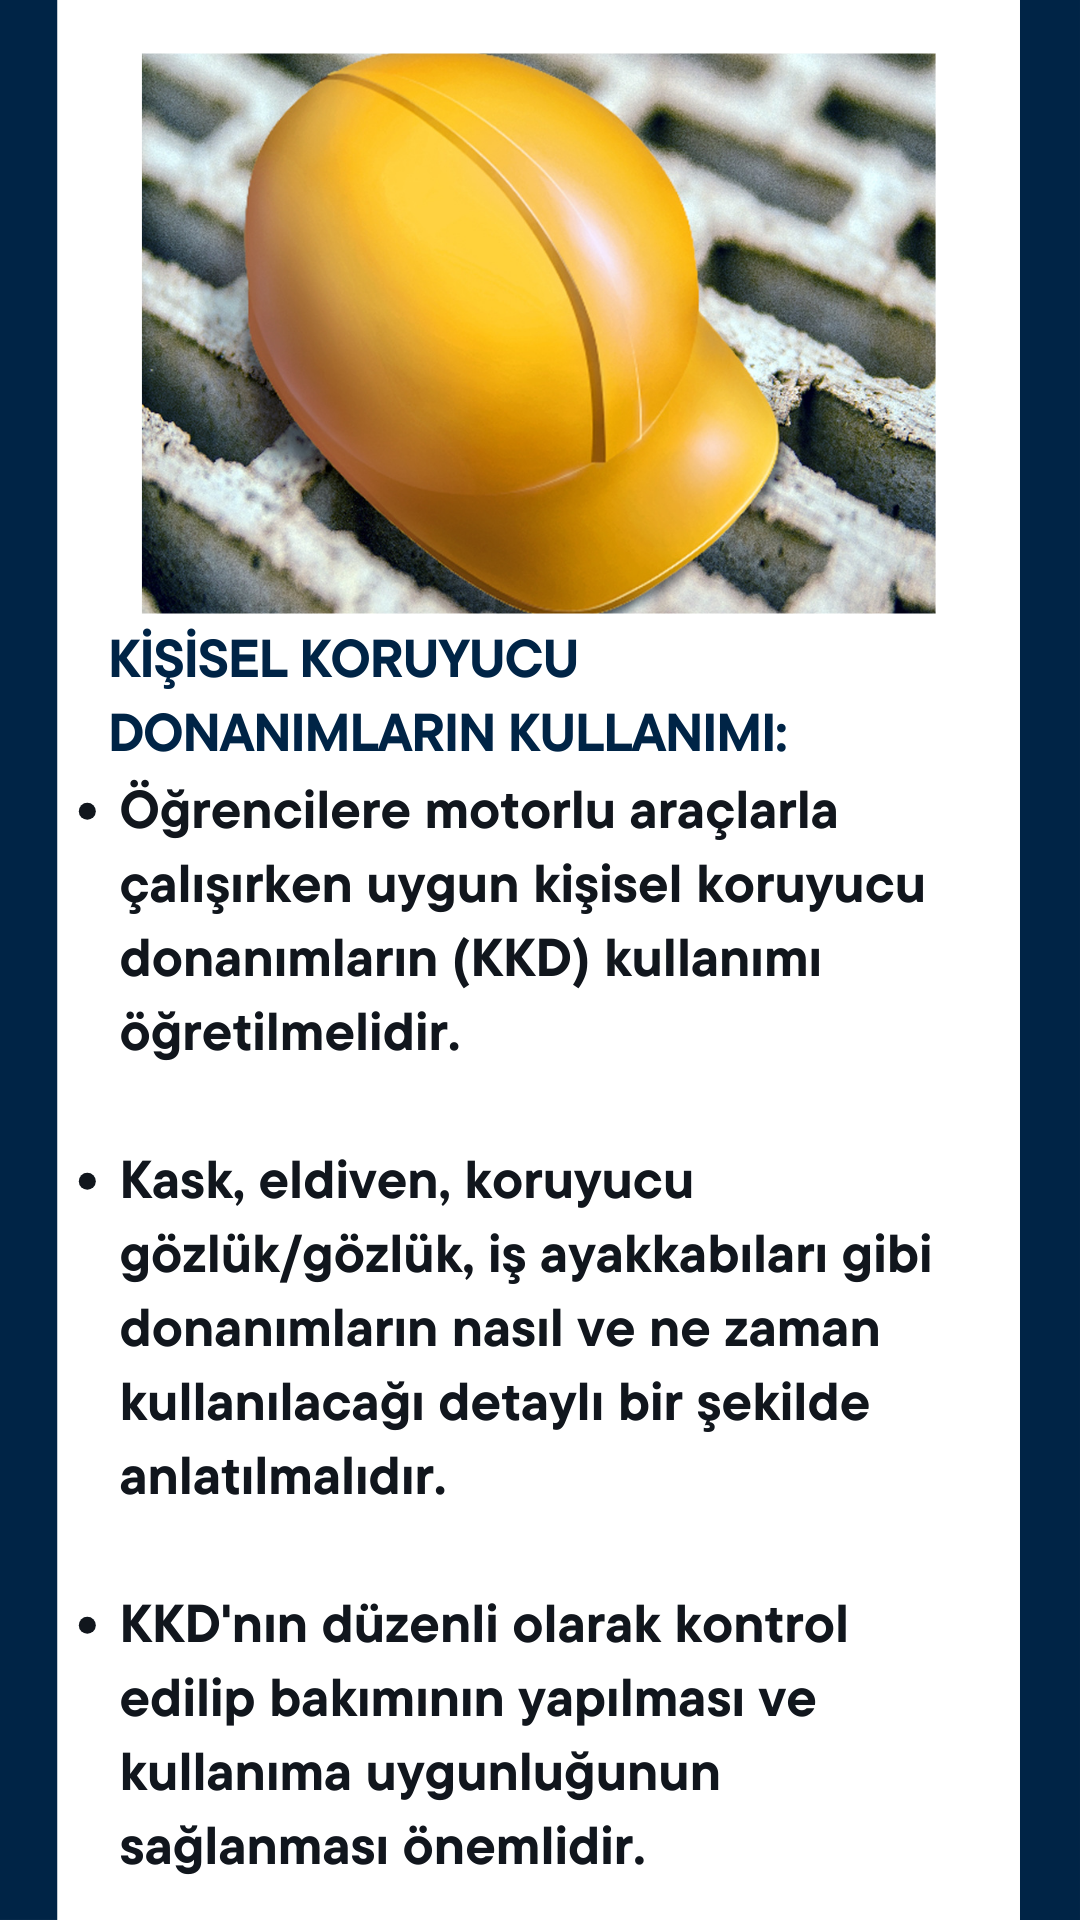 KİŞİSEL KORUYUCU
DONANIMLARIN KULLANIMI:
• Öğrencilere motorlu araçlarla
çalışırken uygun kişisel koruyucu
donanımların (KKD) kullanımı
öğretilmelidir.
• Kask, eldiven, koruyucu
gözlük/gözlük, iş ayakkabıları gibi
donanımların nasıl ve ne zaman
kullanılacağı detaylı bir şekilde
anlatılmalıdır.
• KKD'nın düzenli olarak kontrol
edilip bakımının yapılması ve
kullanıma uygunluğunun
sağlanması önemlidir.